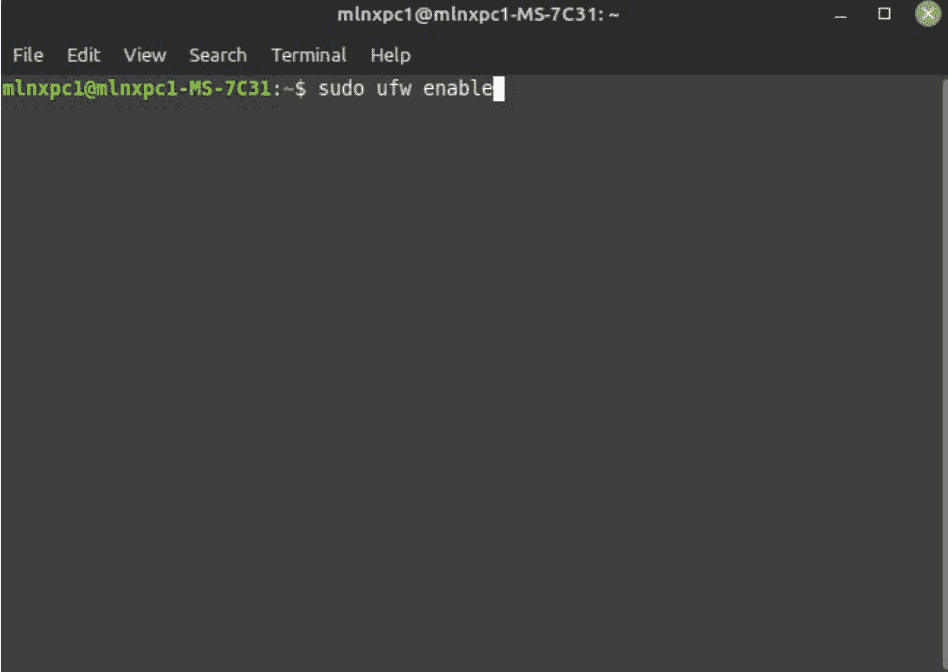 mlnxpc1@mlnxpc1-MS-7C31: ~
File Edit View Search Terminal Help
mlnxpc1@mlnxpc1-MS-7C31:~$ sudo ufw enable